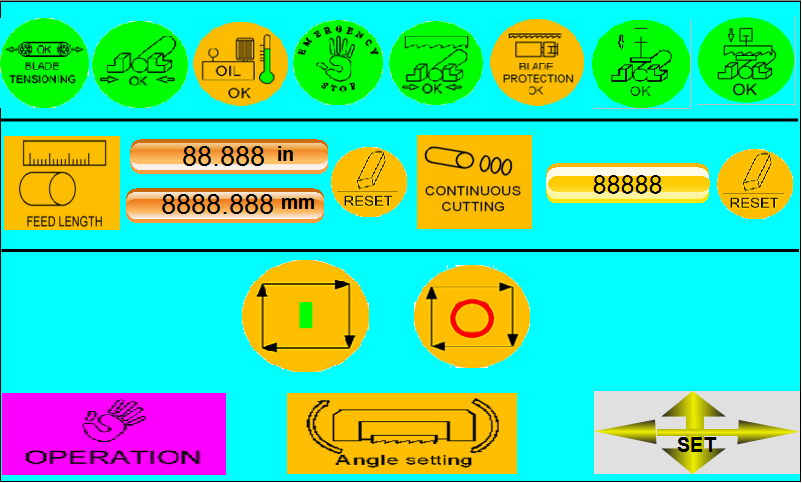 OK
BLADE
TENSIONING
OK
OIL
OK
EMERGENCY
STOP
OK
BLADE
PROTECTION
OK
OK
OK
FEED LENGTH
88.888 in
8888.888 mm
RESET
CONTINUOUS
CUTTING
88888
RESET
OPERATION
Angle setting
SET